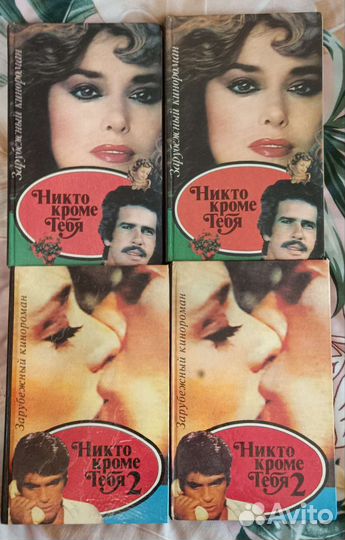 Зарубежный кинороман
Никто
кроме
Тебя
Зарубежный кинороман
Никто
кроме
Тебя
Зарубежный кинороман
Никто
кроме
Тебя 2
Зарубежный кинороман
Никто
кроме
Тебя 2
Avito